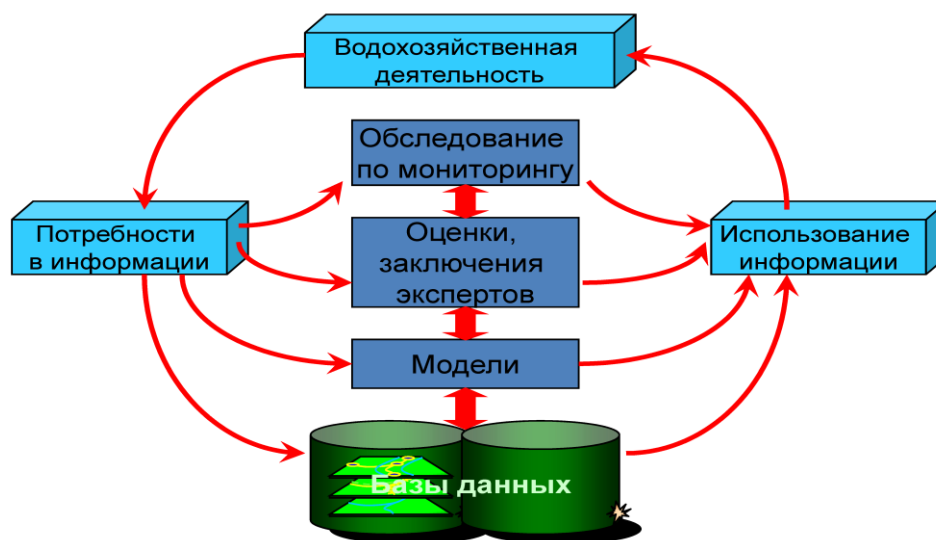 Водохозяйственная
деятельность
Обследование
по мониторингу
Потребности
в информации
Оценки,
заключения
экспертов
Использование
информации
Модели
Базы данных